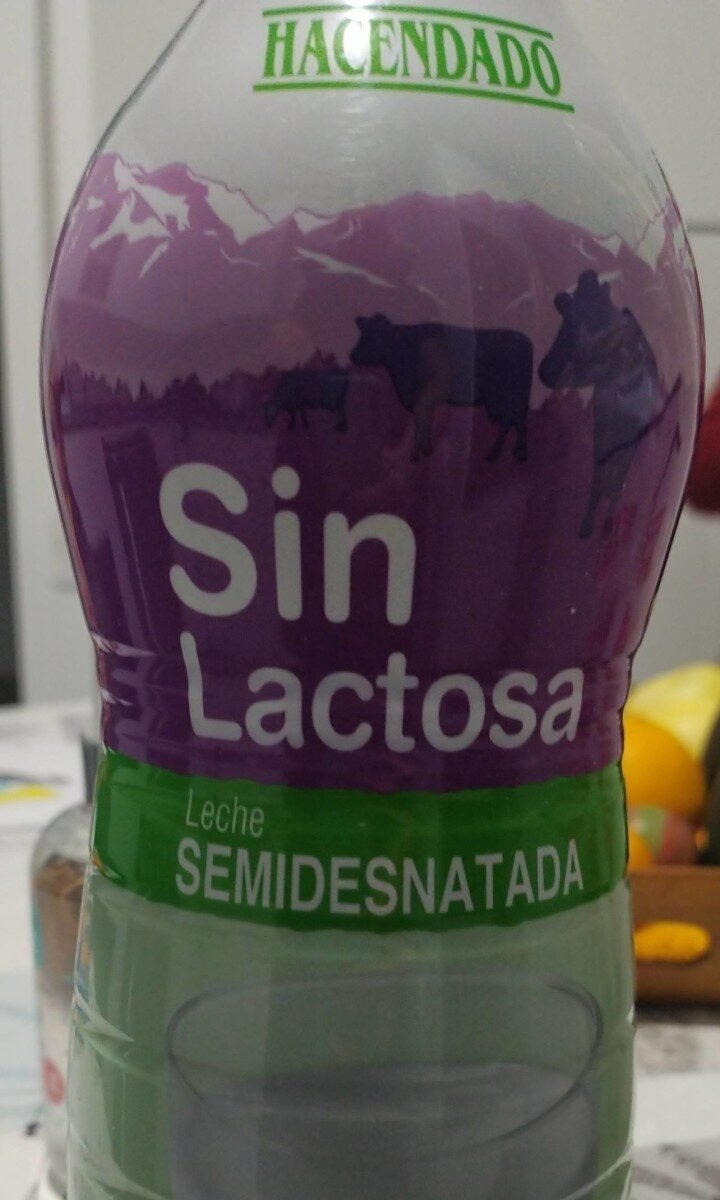 HACENDADO
Sin
Lactosa
Leche
SEMIDESNATADA